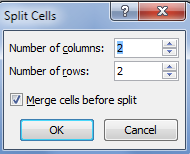 Split Cells
Number of columns: 2
Number of rows: 2
Merge cells before split
OK Cancel